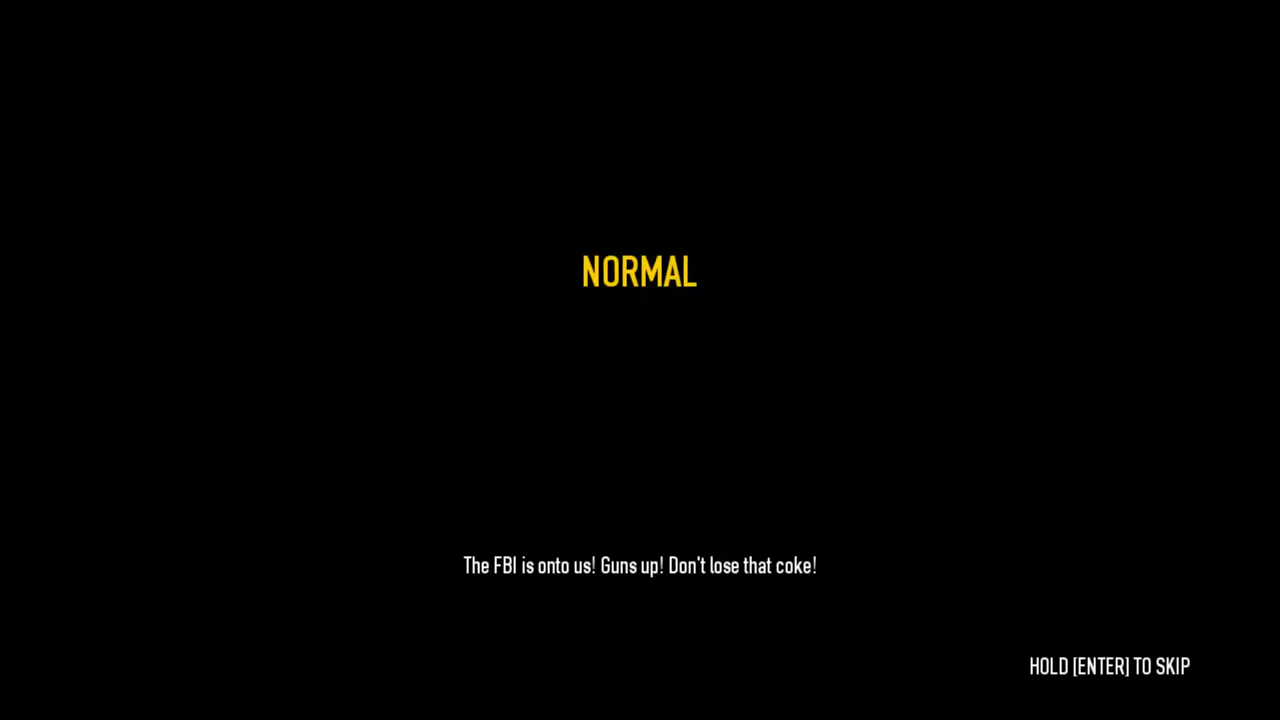 NORMAL
The FBI is onto us! Guns up! Don't lose that coke!
HOLD [ENTER] TO SKIP